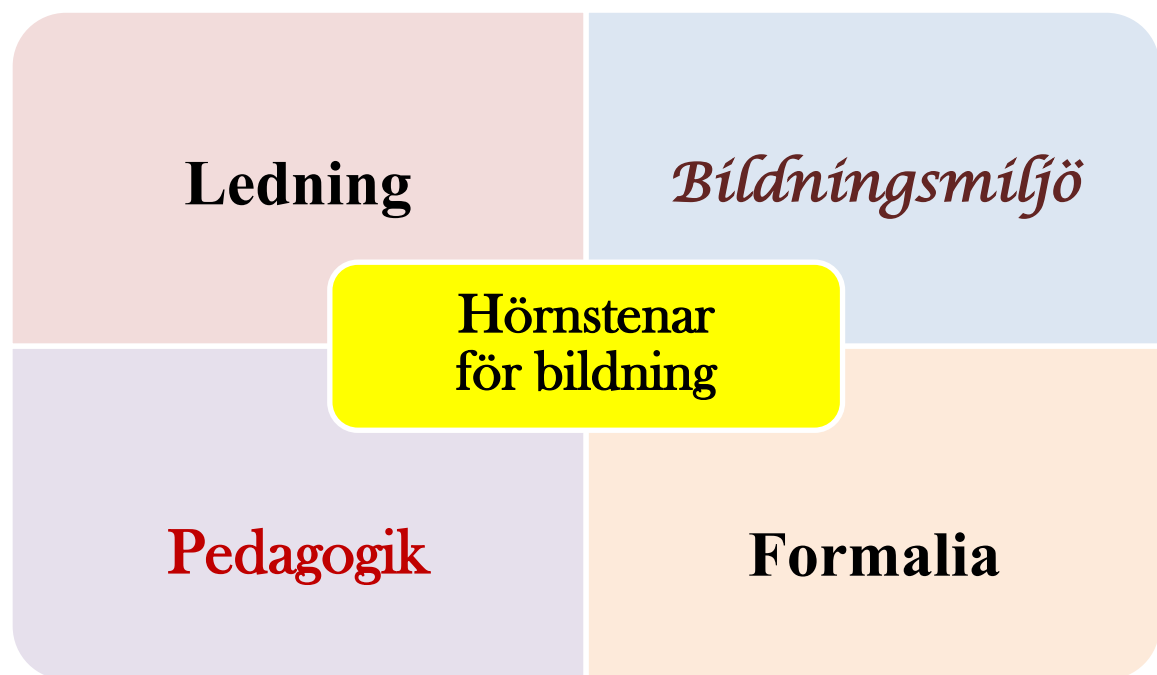 Ledning
Bildningsmiljö
Hörnstenar
för bildning
Pedagogik
Formalia